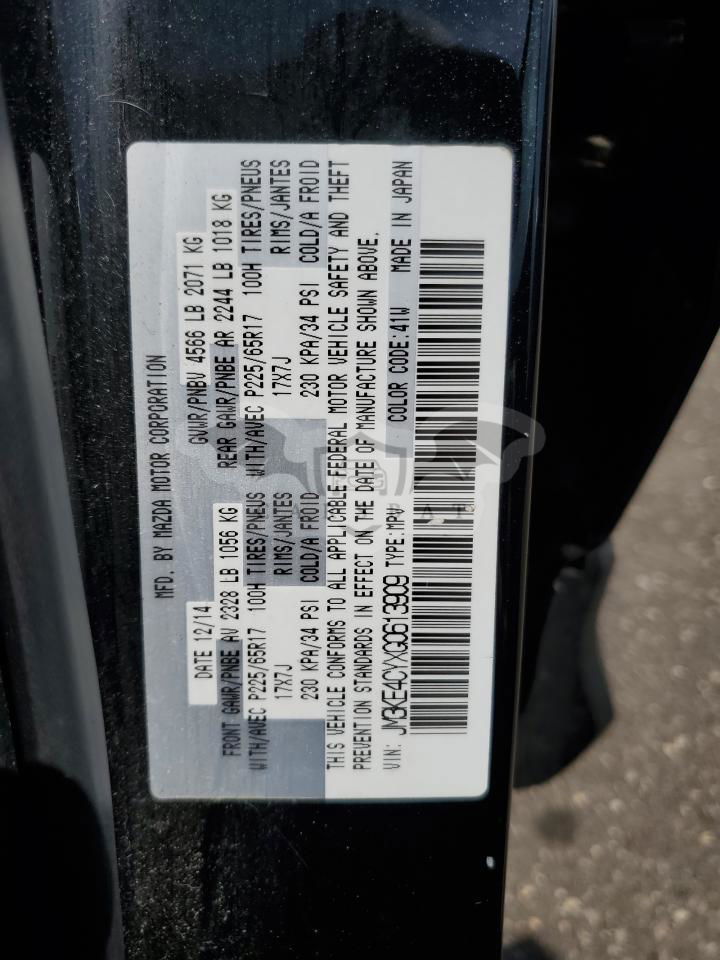 MFD. BY MAZDA MOTOR CORPORATION
DATE 12/14 GVWR/PNBV 4566 LB 2071 KG
FRONT GAWR/PNBE AV 2328 LB 1056 KG REAR GAWR/PNBE AR 2244 LB 1018 KG
WITH/AVEC P225/65R17 100H TIRES/PNEUS WITH/AVEC P225/65R17 100H TIRES/PNEUS
17X7J RIMS/JANTES 17X7J RIMS/JANTES
230 KPA/34 PSI COLD/A FROID 230 KPA/34 PSI COLD/A FROID
THIS VEHICLE CONFORMS TO ALL APPLICABLE FEDERAL MOTOR VEHICLE SAFETY AND THEFT
PREVENTION STANDARDS IN EFFECT ON THE DATE OF MANUFACTURE SHOWN ABOVE.
VIN: JM3KE4CYXG0613909 TYPE:MPV COLOR CODE:41W MADE IN JAPAN